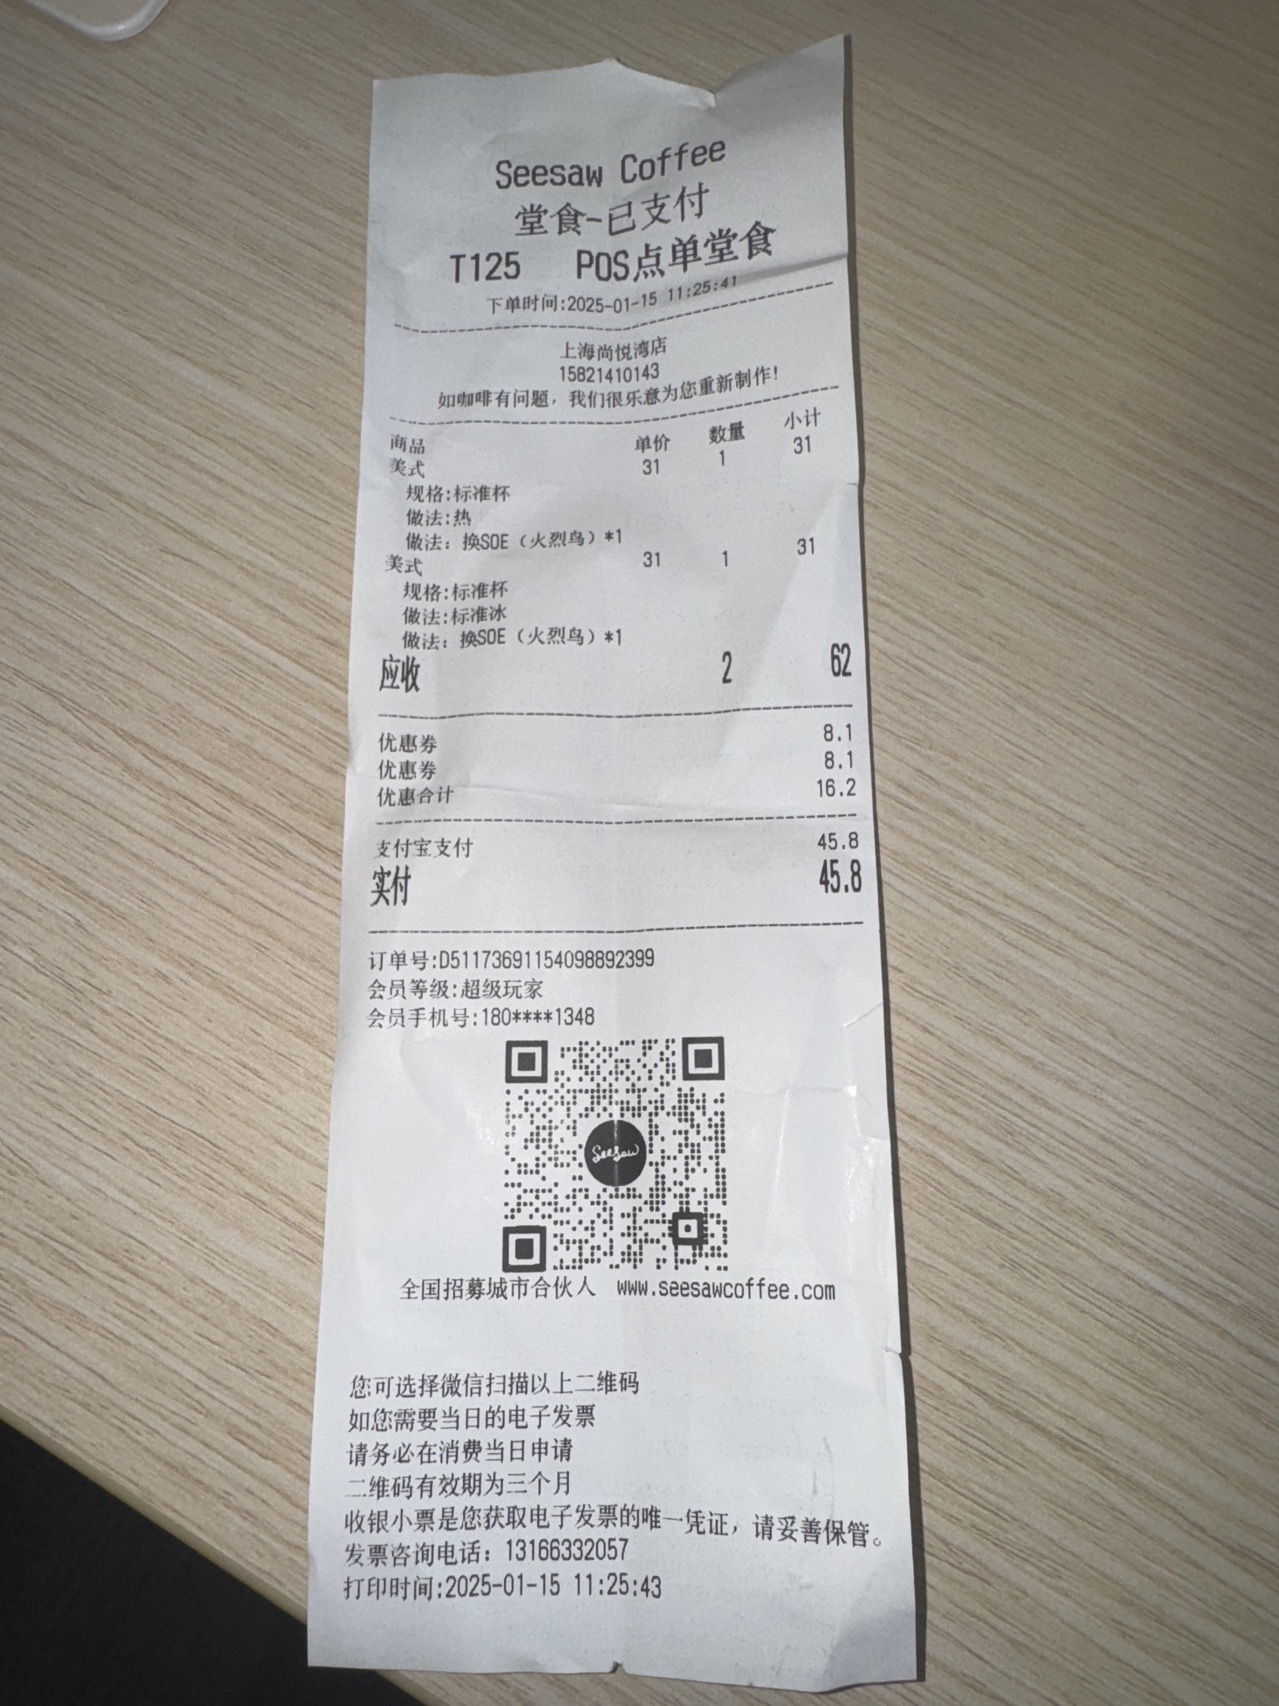 Seesaw Coffee
堂食-已支付
T125 POS点单堂食
下单时间:2025-01-15 11:25:41
上海尚悦湾店
15821410143
如咖啡有问题，我们很乐意为您重新制作!
商品 单价 数量 小计
美式 31 1 31
规格:标准杯
做法:热
做法：换SOE（火烈鸟）*1
美式 31 1 31
规格:标准杯
做法:标准冰
做法：换SOE（火烈鸟）*1
应收 2 62
优惠券 8.1
优惠券 8.1
优惠合计 16.2
支付宝支付 45.8
实付 45.8
订单号:D511736911540988923​99
会员等级:超级玩家
会员手机号:180****1348
Seesaw
全国招募城市合伙人 www.seesawcoffee.com
您可选择微信扫描以上二维码
如您需要当日的电子发票
请务必在消费当日申请
二维码有效期为三个月
收银小票是您获取电子发票的唯一凭证，请妥善保管。
发票咨询电话：13166332057
打印时间:2025-01-15 11:25:43